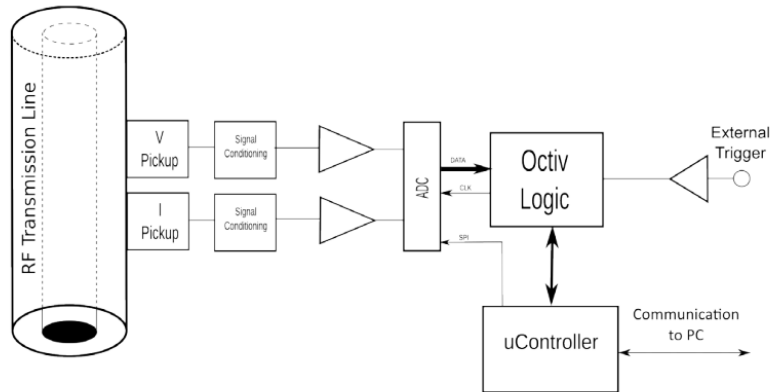 RF Transmission Line
V
Pickup
Signal
Conditioning
I
Pickup
Signal
Conditioning
ADC
DATA
CLK
SPI
Octiv
Logic
External
Trigger
uController
Communication
to PC